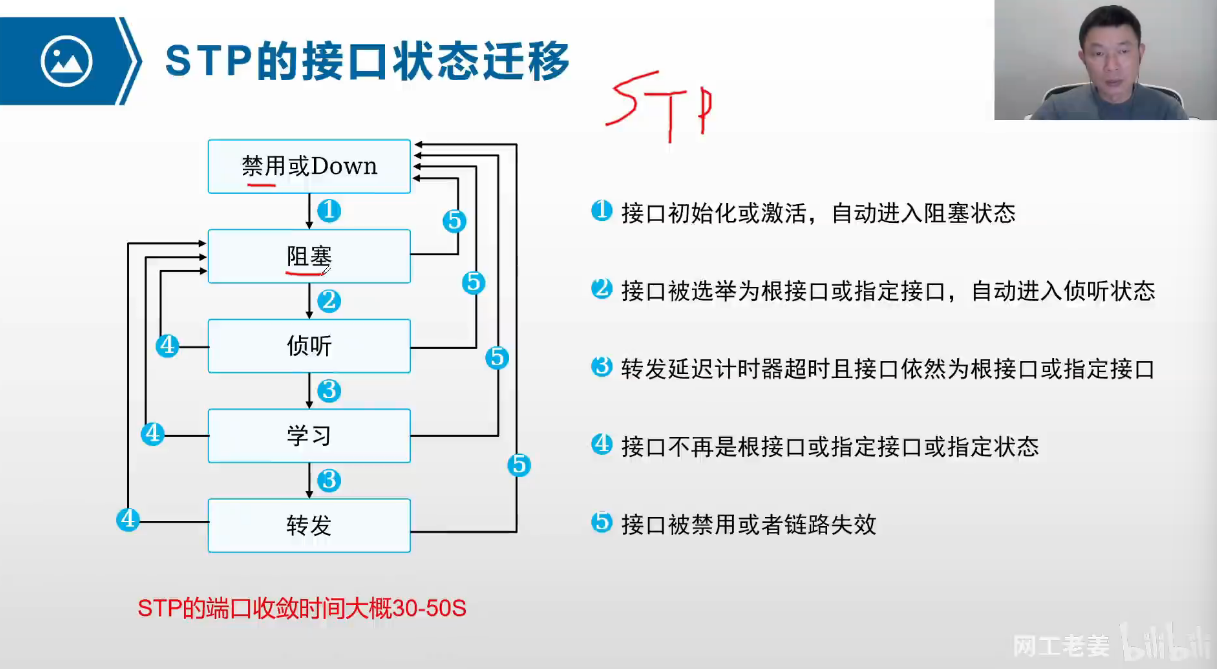 STP的接口状态迁移
STP
禁用或Down
1
阻塞
5
2
5
侦听
4
5
3
学习
4
5
3
转发
4
1 接口初始化或激活，自动进入阻塞状态
2 接口被选举为根接口或指定接口，自动进入侦听状态
3 转发延迟计时器超时且接口依然为根接口或指定接口
4 接口不再是根接口或指定接口或指定状态
5 接口被禁用或者链路失效
STP的端口收敛时间大概30-50S
网工老姜 bilibili